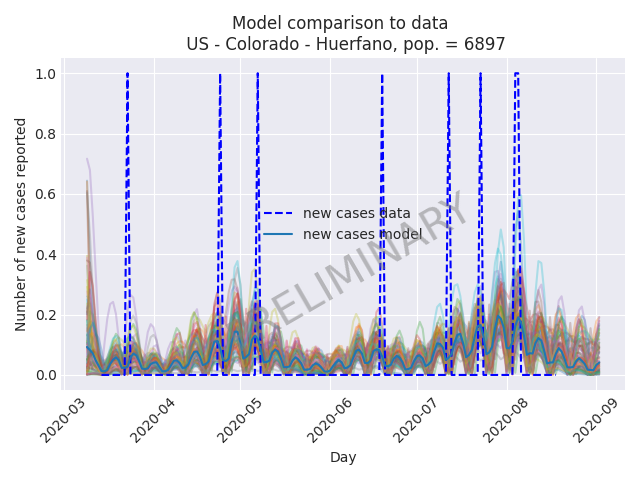 Model comparison to data
US - Colorado - Huerfano, pop. = 6897
Number of new cases reported
1.0
0.8
0.6
0.4
0.2
0.0
new cases data
new cases model
PRELIMINARY
2020-03
2020-04
2020-05
2020-06
2020-07
2020-08
2020-09
Day